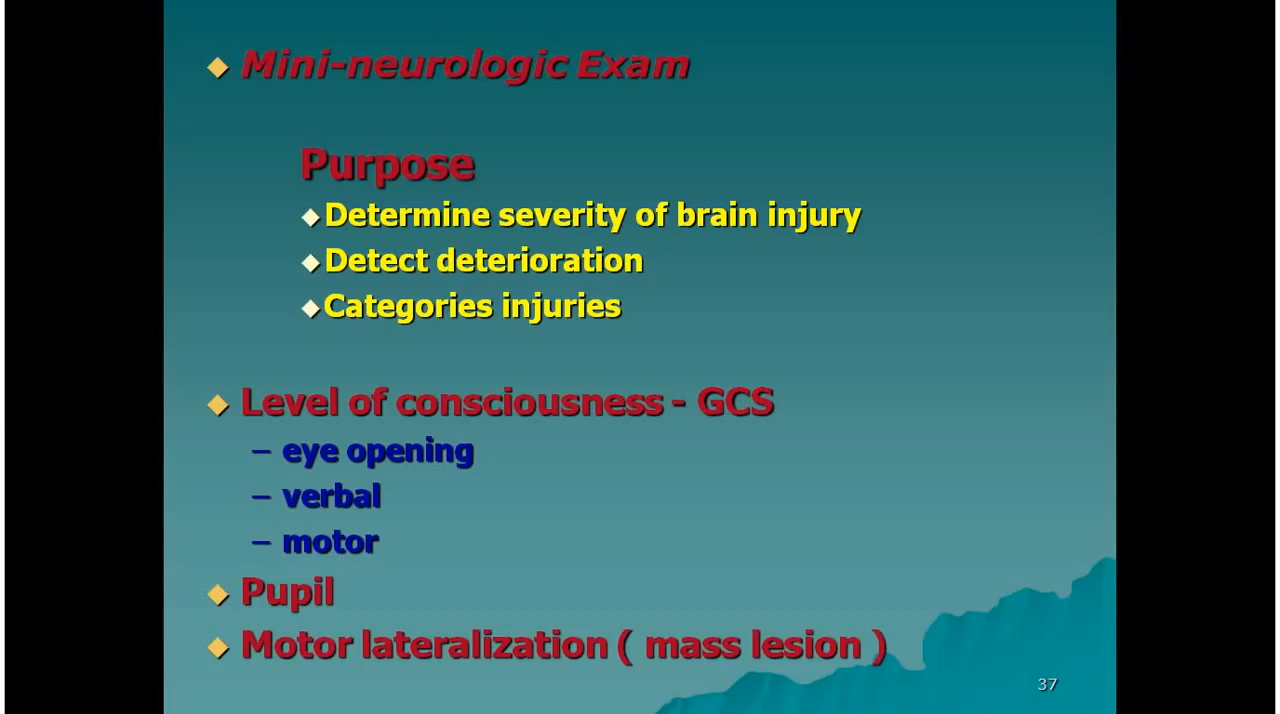 Mini-neurologic Exam
Purpose
Determine severity of brain injury
Detect deterioration
Categories injuries
Level of consciousness - GCS
– eye opening
– verbal
– motor
Pupil
Motor lateralization ( mass lesion )
37